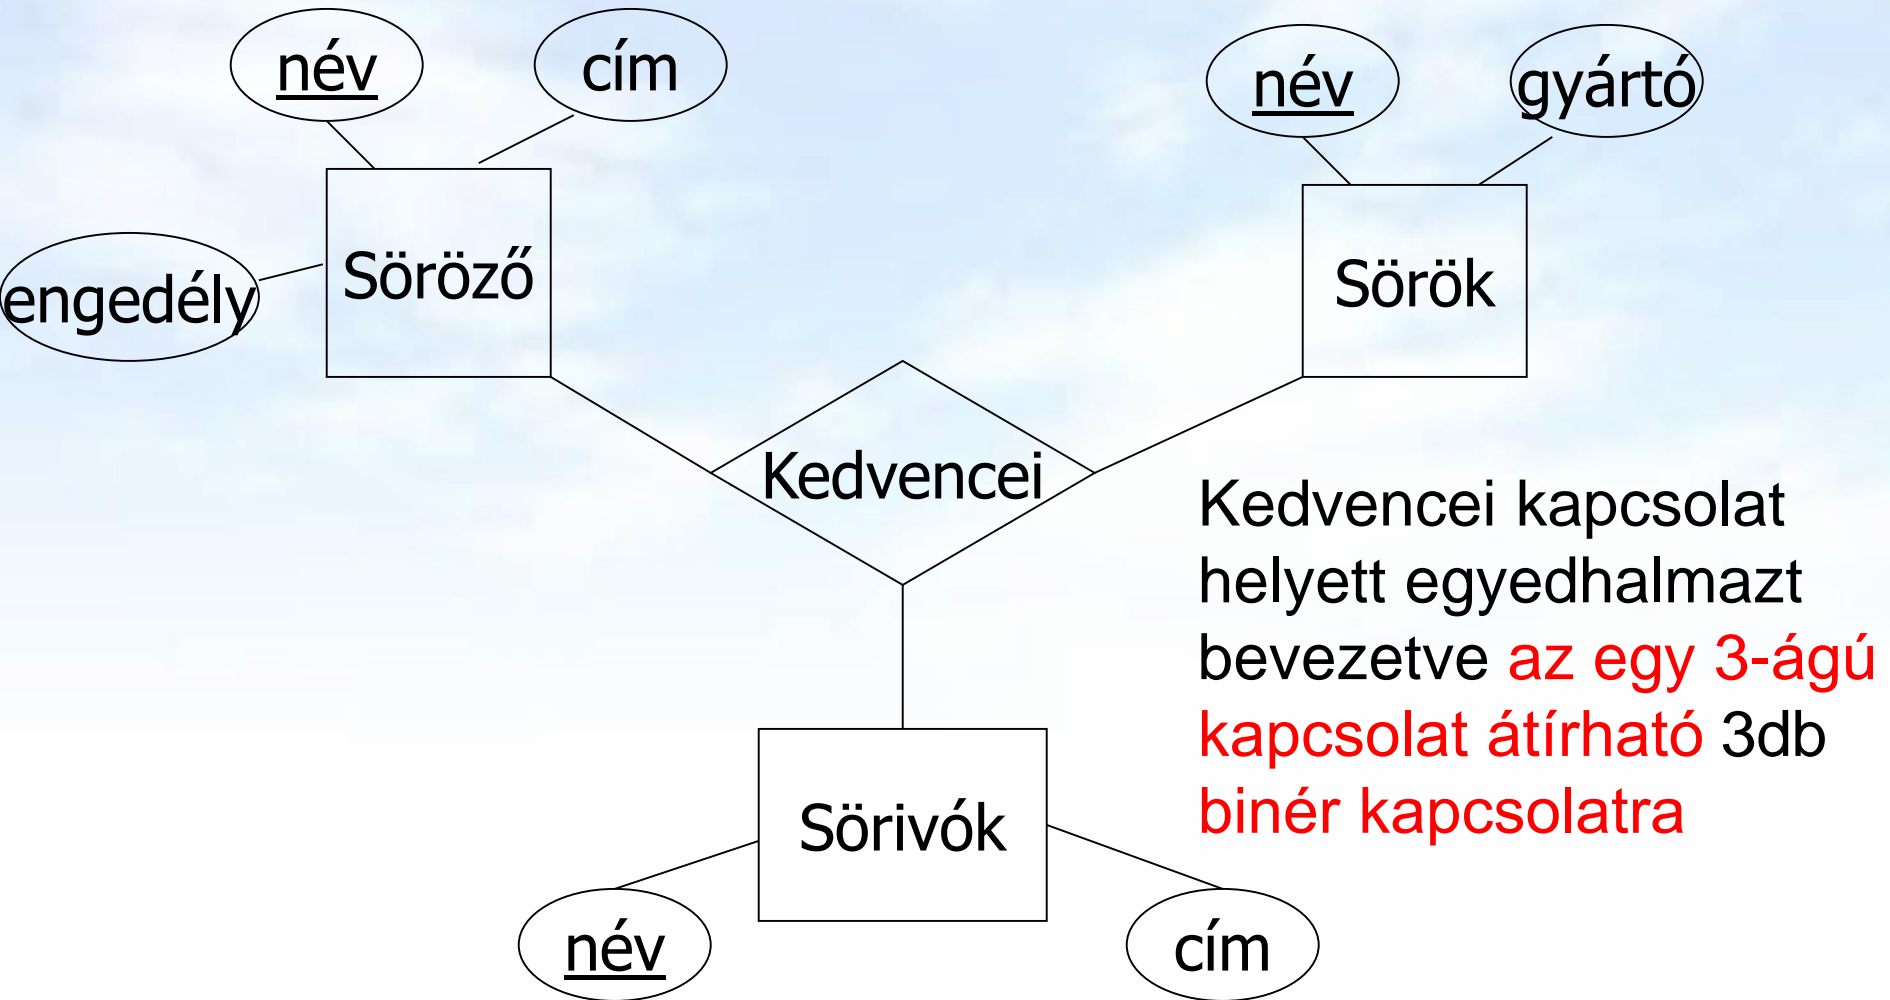 név
cím
név
gyártó
engedély
Söröző
Sörök
Kedvencei
Kedvencei kapcsolat
helyett egyedhalmazt
bevezetve az egy 3-ágú
kapcsolat átírható 3db
binér kapcsolatra
Sörivók
név
cím